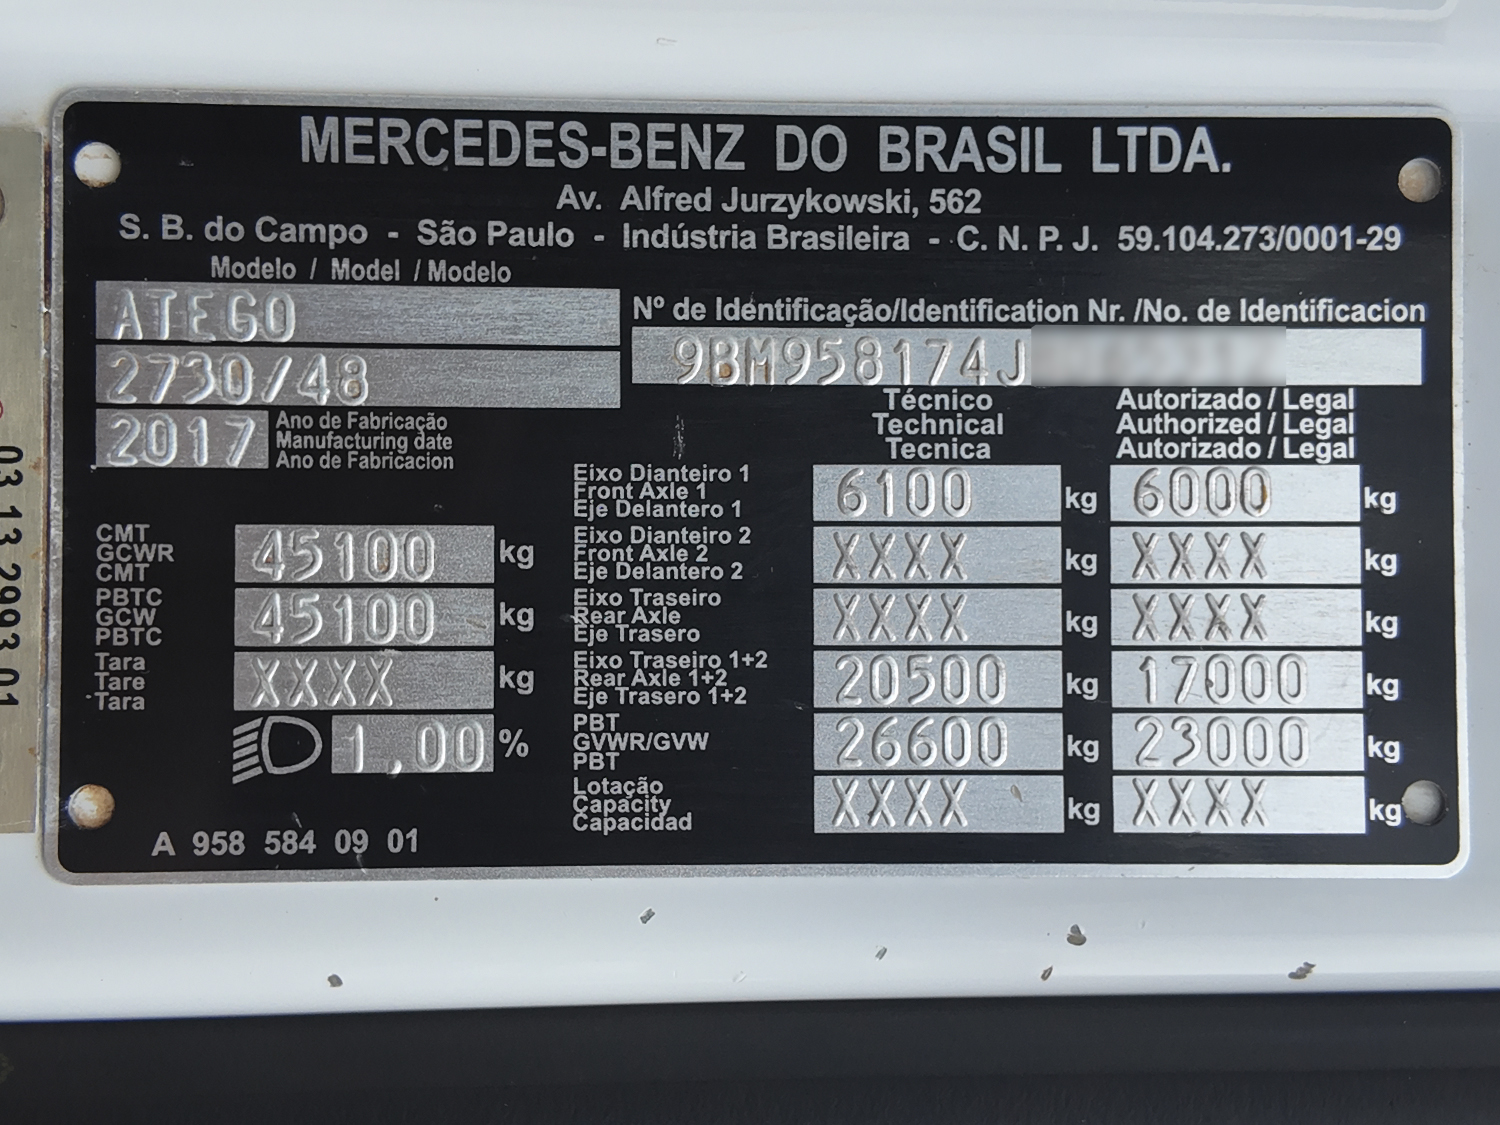 MERCEDES-BENZ DO BRASIL LTDA.
Av. Alfred Jurzykowski, 562
S. B. do Campo - São Paulo - Indústria Brasileira - C. N. P. J. 59.104.273/0001-29
Modelo / Model / Modelo
ATEGO
2730/48
2017
Ano de Fabricação
Manufacturing date
Ano de Fabricacion
Nº de Identificação/Identification Nr. /No. de Identificacion
9BM958174J
Técnico
Technical
Tecnica
Autorizado / Legal
Authorized / Legal
Autorizado / Legal
CMT
GCWR
CMT
45100 kg
PBTC
GCW
PBTC
45100 kg
Tara
Tare
Tara
XXXX kg
1,00 %
A 958 584 09 01
Eixo Dianteiro 1
Front Axle 1
Eje Delantero 1
6100 kg 6000 kg
Eixo Dianteiro 2
Front Axle 2
Eje Delantero 2
XXXX kg XXXX kg
Eixo Traseiro
Rear Axle
Eje Trasero
XXXX kg XXXX kg
Eixo Traseiro 1+2
Rear Axle 1+2
Eje Trasero 1+2
20500 kg 17000 kg
PBT
GVWR/GVW
PBT
26600 kg 23000 kg
Lotação
Capacity
Capacidad
XXXX kg XXXX kg
03 13 2993 01